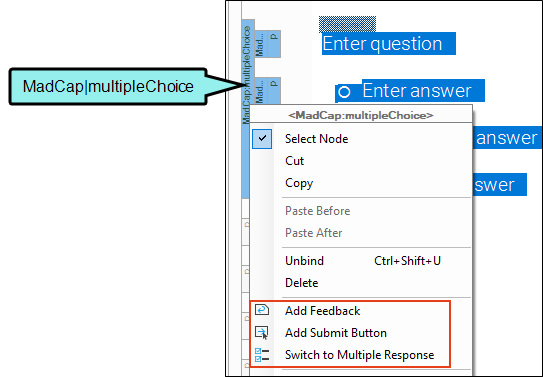 MadCap|multipleChoice
MadCap:multipleChoice
Mad...
p
Enter question
Mad...
p
Enter answer
<MadCap:multipleChoice>
Select Node
answer
Cut
Copy
swer
Paste Before
Paste After
Unbind Ctrl+Shift+U
Delete
Add Feedback
Add Submit Button
Switch to Multiple Response